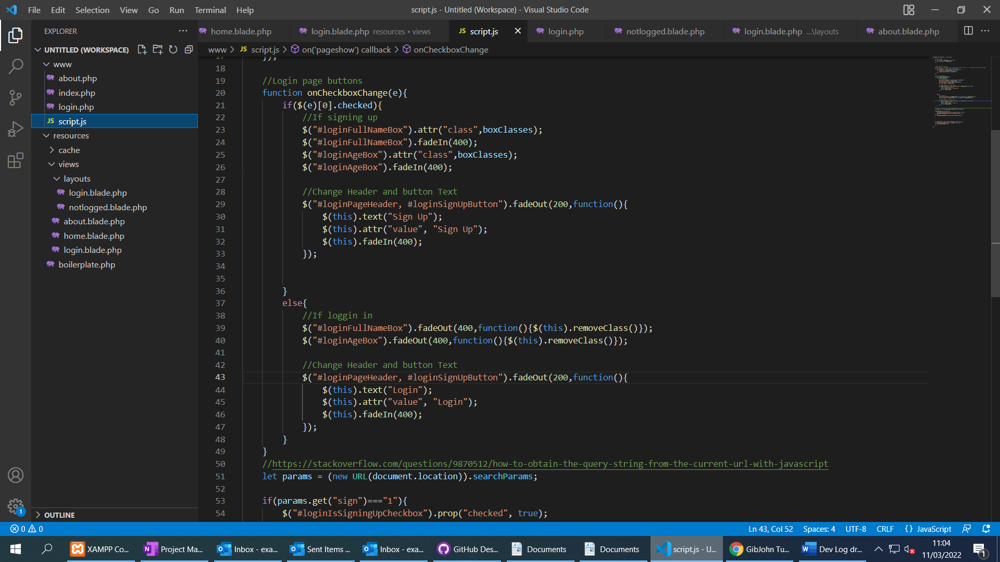 File Edit Selection View Go Run Terminal Help
script.js - Untitled (Workspace) - Visual Studio Code
EXPLORER
UNTITLED (WORKSPACE)
www
about.php
index.php
login.php
JS script.js
resources
cache
views
layouts
login.blade.php
notlogged.blade.php
about.blade.php
home.blade.php
login.blade.php
boilerplate.php
OUTLINE
home.blade.php
login.blade.php resources • views
JS script.js
login.php
notlogged.blade.php
login.blade.php ...\layouts
about.blade.php
www > JS script.js > on('pageshow') callback > onCheckboxChange
17 });
18
19 //Login page buttons
20 function onCheckboxChange(e){
21 if($(e)[0].checked){
22 //If signing up
23 $("#loginFullNameBox").attr("class",boxClasses);
24 $("#loginFullNameBox").fadeIn(400);
25 $("#loginAgeBox").attr("class",boxClasses);
26 $("#loginAgeBox").fadeIn(400);
27
28 //Change Header and button Text
29 $("#loginPageHeader, #loginSignUpButton").fadeOut(200,function(){
30 $(this).text("Sign Up");
31 $(this).attr("value", "Sign Up");
32 $(this).fadeIn(400);
33 });
34
35
36 }
37 else{
38 //If loggin in
39 $("#loginFullNameBox").fadeOut(400,function(){$(this).removeClass()});
40 $("#loginAgeBox").fadeOut(400,function(){$(this).removeClass()});
41
42 //Change Header and button Text
43 $("#loginPageHeader, #loginSignUpButton").fadeOut(200,function(){
44 $(this).text("Login");
45 $(this).attr("value", "Login");
46 $(this).fadeIn(400);
47 });
48 }
49 }
50 //https://stackoverflow.com/questions/9870512/how-to-obtain-the-query-string-from-the-current-url-with-javascript
51 let params = (new URL(document.location)).searchParams;
52
53 if(params.get("sign")==="1"){
54 $("#loginIsSigningUpCheckbox").prop("checked", true);
1
0 0
Ln 43, Col 52 Spaces: 4 UTF-8 CRLF {} JavaScript
XAMPP Co...
Project Ma...
Inbox - exa...
Sent Items ...
Inbox - exa...
GitHub Des...
Documents
Documents
script.js - U...
GibJohn Tu...
Dev Log dr...
11:04
11/03/2022
1